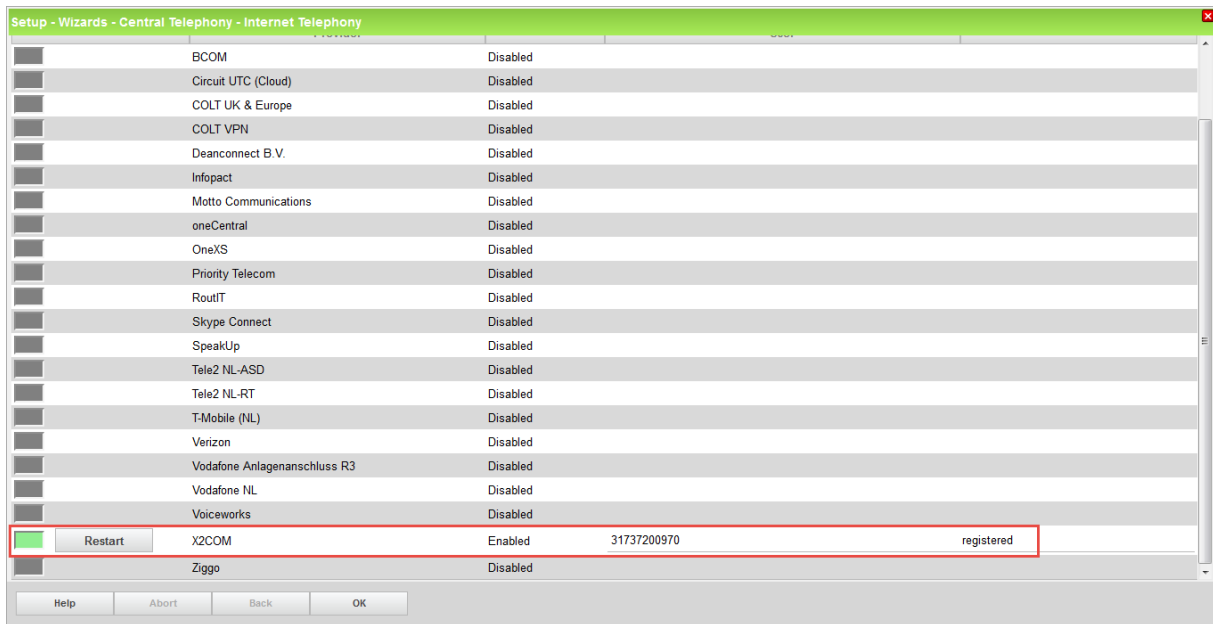 Setup - Wizards - Central Telephony - Internet Telephony
BCOM Disabled
Circuit UTC (Cloud) Disabled
COLT UK & Europe Disabled
COLT VPN Disabled
Deanconnect B.V. Disabled
Infopact Disabled
Motto Communications Disabled
oneCentral Disabled
OneXS Disabled
Priority Telecom Disabled
RoutIT Disabled
Skype Connect Disabled
SpeakUp Disabled
Tele2 NL-ASD Disabled
Tele2 NL-RT Disabled
T-Mobile (NL) Disabled
Verizon Disabled
Vodafone Anlagenanschluss R3 Disabled
Vodafone NL Disabled
Voiceworks Disabled
Restart X2COM Enabled 31737200970 registered
Ziggo Disabled
Help Abort Back OK